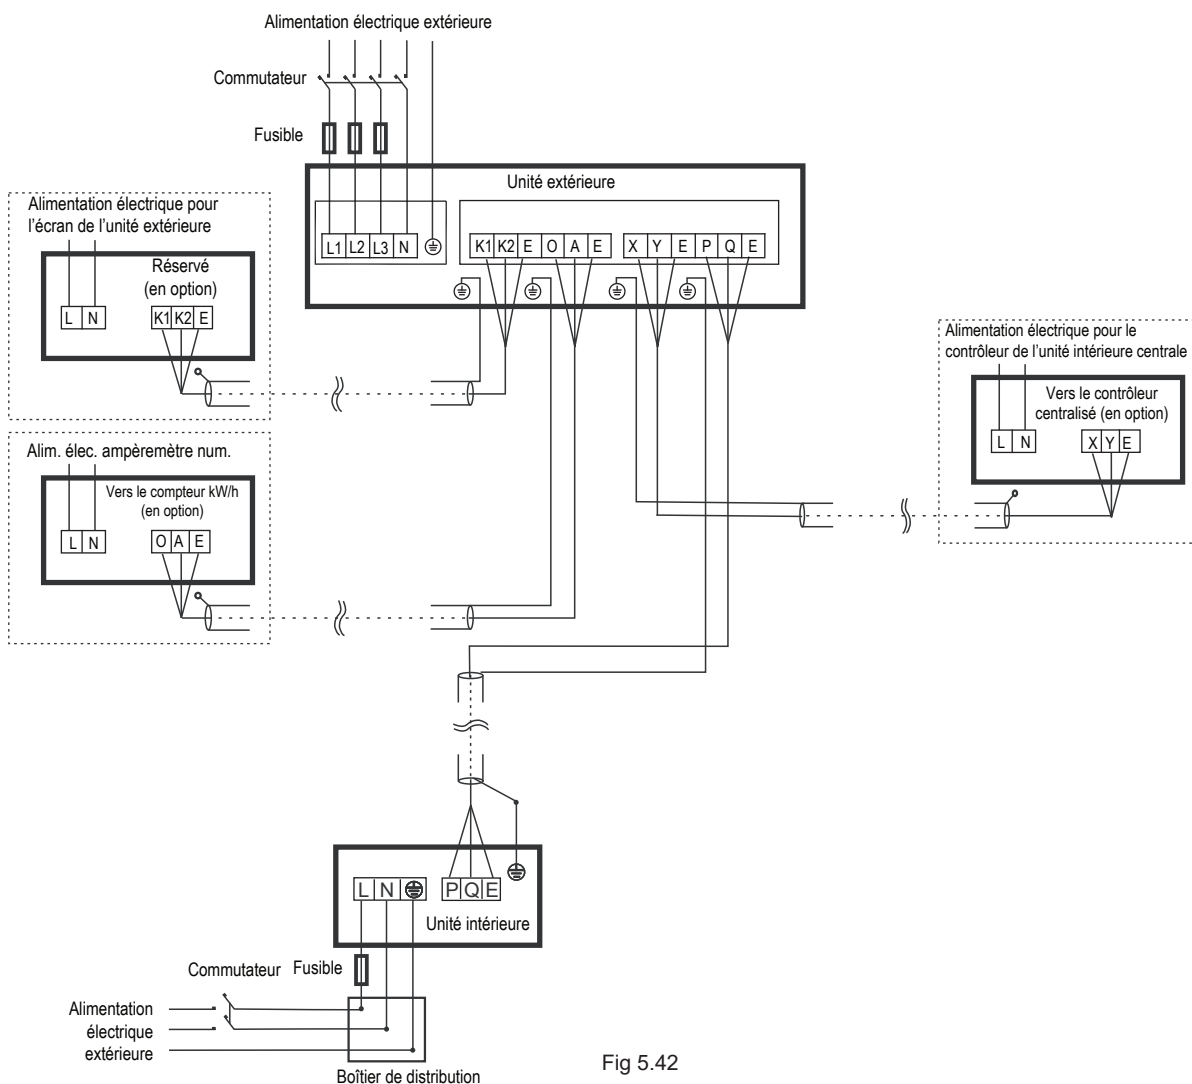 Alimentation électrique extérieure
Commutateur
Fusible
Unité extérieure
L1 L2 L3 N
K1 K2 E O A E
X Y E P Q E
Alimentation électrique pour
l'écran de l'unité extérieure
Réservé
(en option)
L N
K1 K2 E
Alim. élec. ampèremètre num.
Vers le compteur kW/h
(en option)
L N
O A E
Alimentation électrique pour le
contrôleur de l'unité intérieure centrale
Vers le contrôleur
centralisé (en option)
L N
X Y E
L N
P Q E
Unité intérieure
Commutateur
Fusible
Alimentation
électrique
extérieure
Boîtier de distribution
Fig 5.42